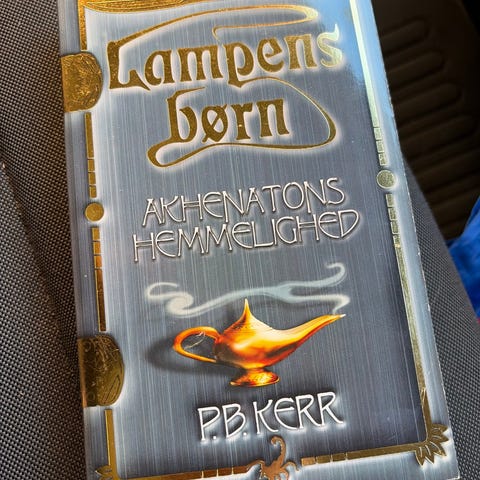 Lampens
børn
AKHENATONS
HEMMELIGHED
P.B. KERR